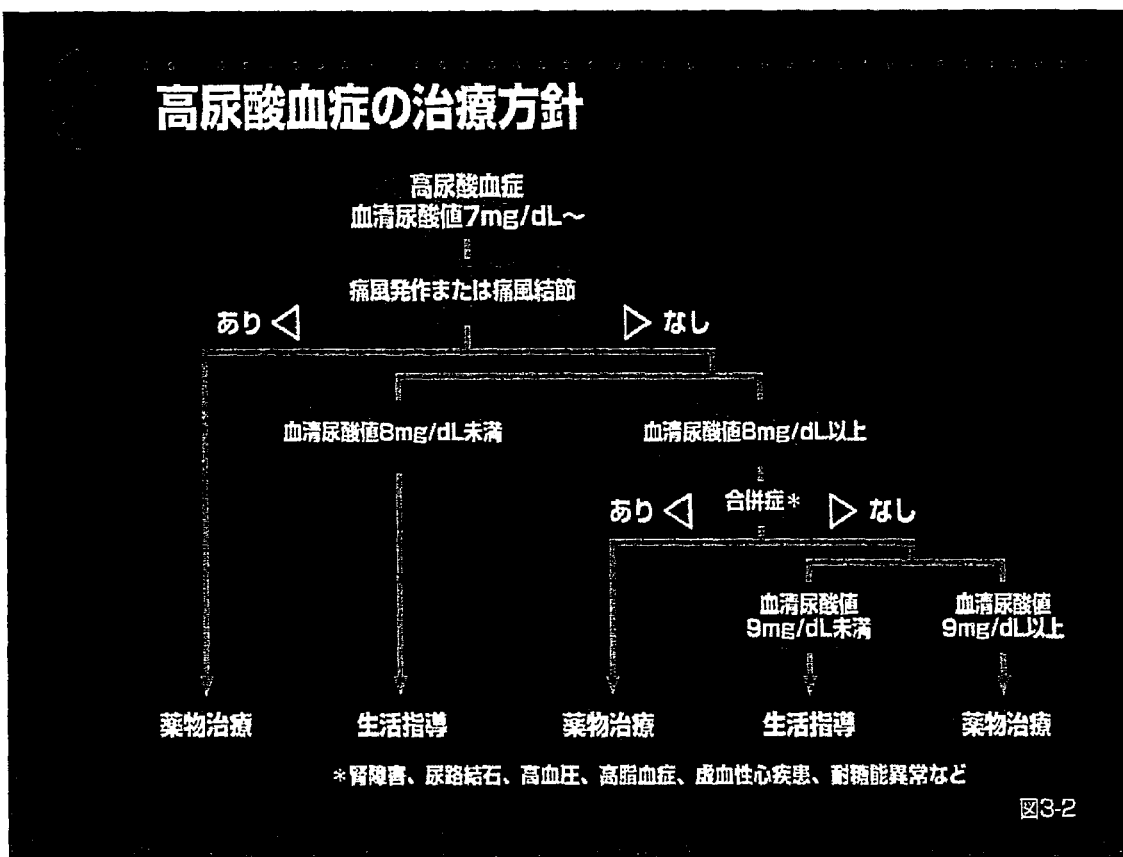 高尿酸血症の治療方針
高尿酸血症
血清尿酸値7mg/dL〜
痛風発作または痛風結節
あり
なし
血清尿酸値8mg/dL未満
血清尿酸値8mg/dL以上
あり
合併症*
なし
血清尿酸値
9mg/dL未満
血清尿酸値
9mg/dL以上
薬物治療
生活指導
薬物治療
生活指導
薬物治療
*腎障害、尿路結石、高血圧、高脂血症、虚血性心疾患、耐糖能異常など
図3-2